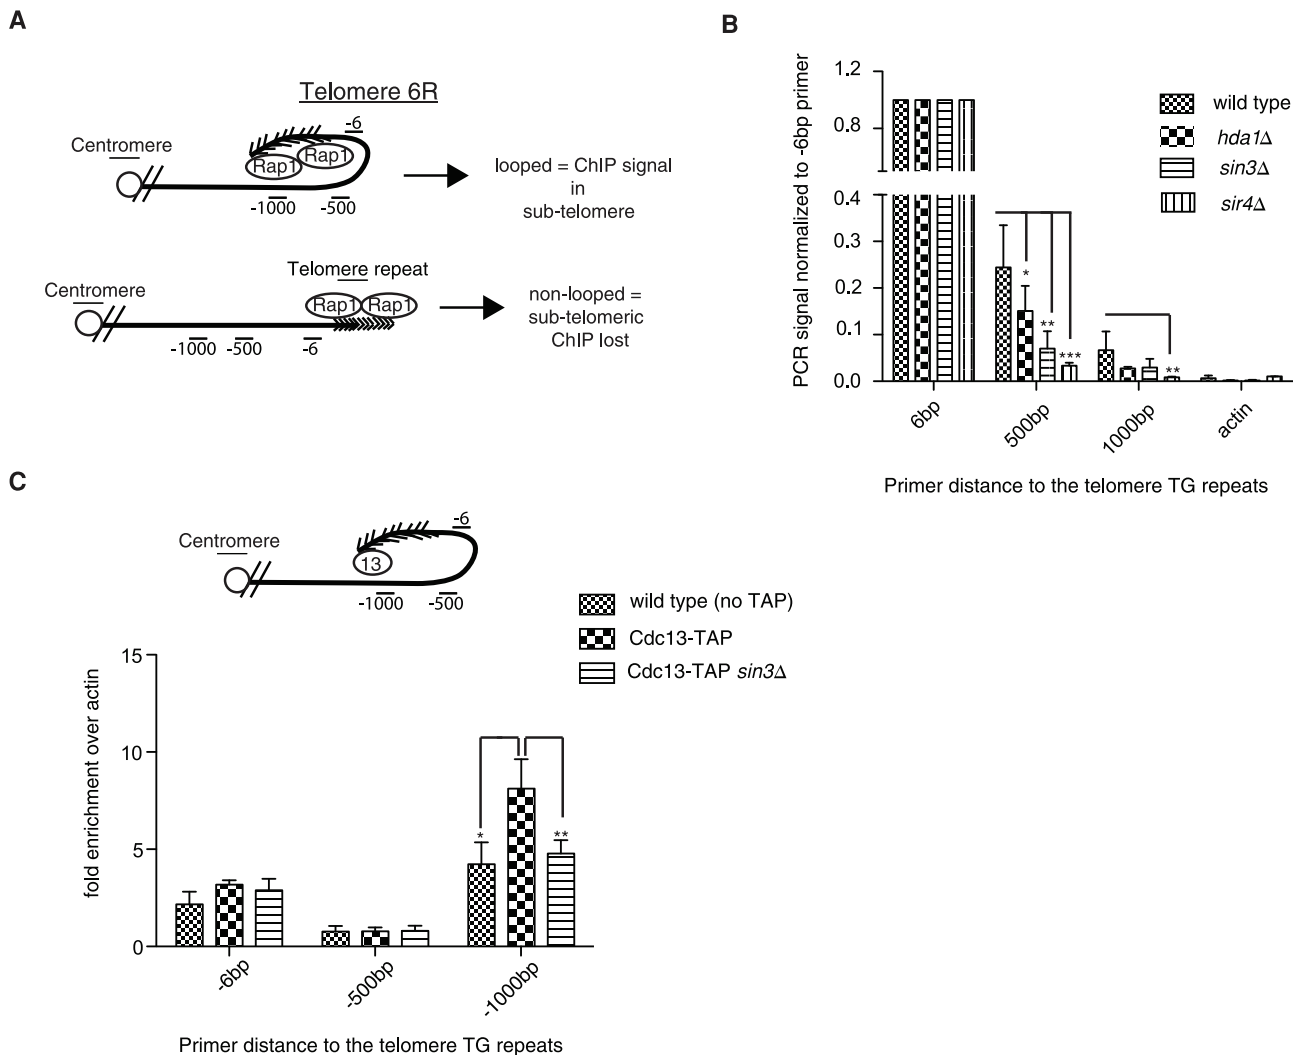 A
Telomere 6R
-6
Centromere
Rap1
Rap1
-1000
-500
looped = ChIP signal
in
sub-telomere
Telomere repeat
Centromere
Rap1
Rap1
-1000
-500
-6
non-looped =
sub-telomeric
ChIP lost
B
PCR signal normalized to -6bp primer
1.2
0.8
0.4
0.3
0.2
0.1
0.0
wild type
hda1Δ
sin3Δ
sir4Δ
*
**
***
**
6bp
500bp
1000bp
actin
Primer distance to the telomere TG repeats
C
-6
Centromere
13
-1000
-500
wild type (no TAP)
Cdc13-TAP
Cdc13-TAP sin3Δ
fold enrichment over actin
15
10
5
0
*
**
-6bp
-500bp
-1000bp
Primer distance to the telomere TG repeats